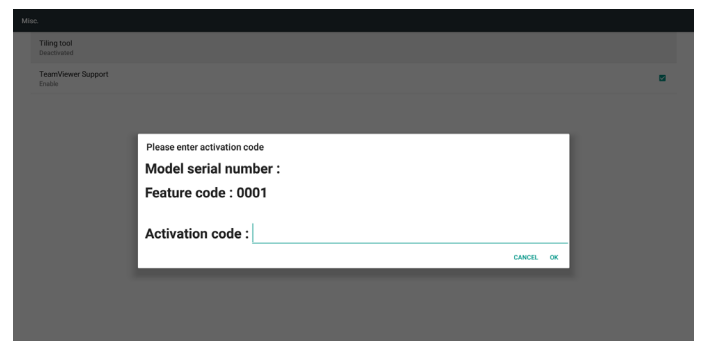 Misc.
Tiling tool
Deactivated
TeamViewer Support
Enable
Please enter activation code
Model serial number :
Feature code : 0001
Activation code :
CANCEL OK